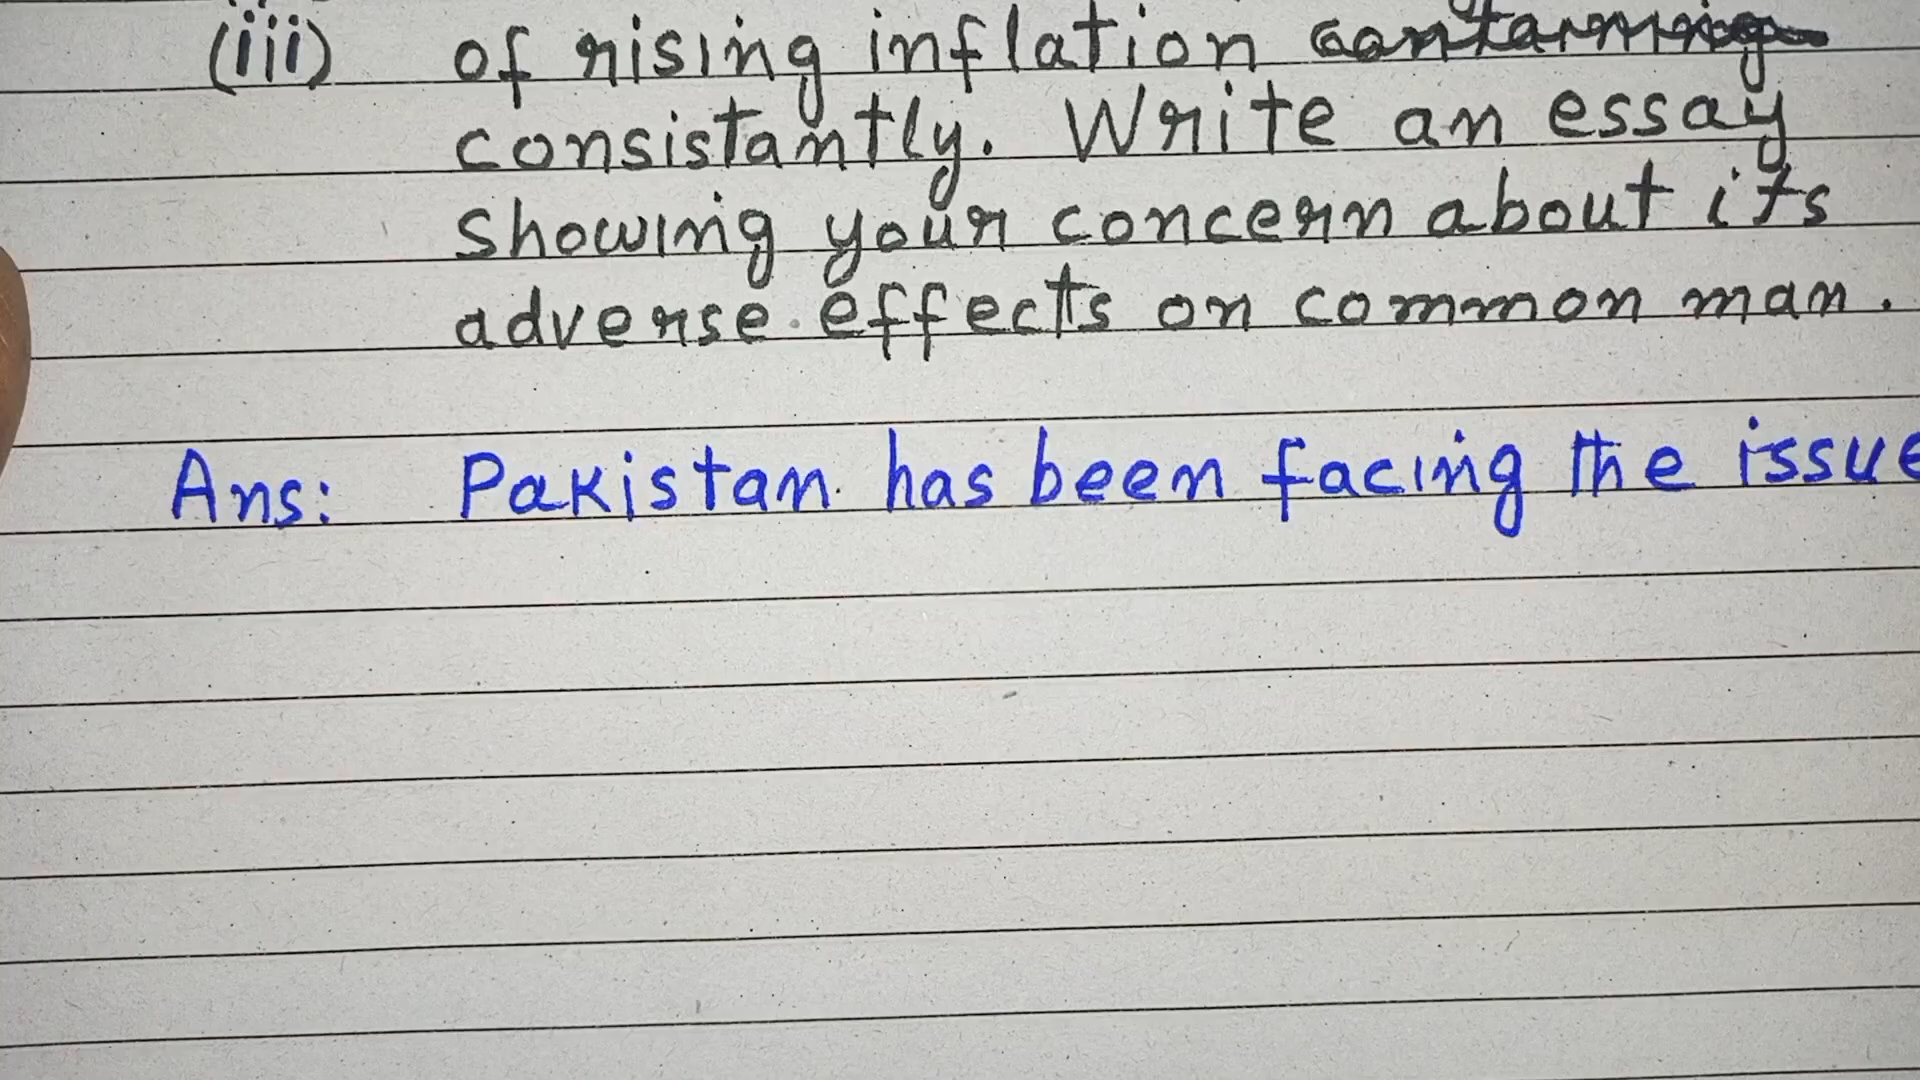 (iii) of rising inflation
consistantly. Write an essay
showing your concern about its
adverse effects on common man.
Ans: Pakistan has been facing the issue